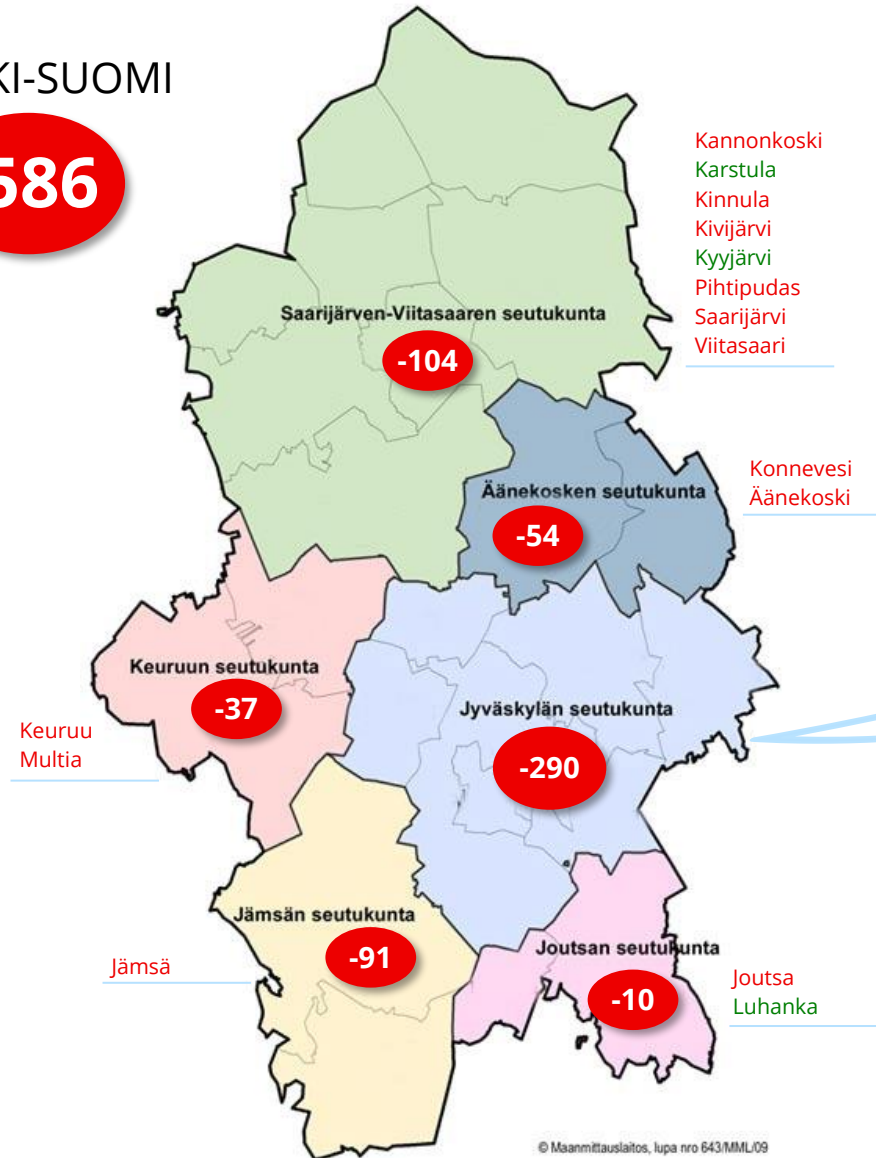 KI-SUOMI
586
Kannonkoski
Karstula
Kinnula
Kivijärvi
Kyyjärvi
Pihtipudas
Saarijärvi
Viitasaari
Saarijärven-Viitasaaren seutukunta
-104
Konnevesi
Äänekoski
Äänekosken seutukunta
-54
Keuruun seutukunta
-37
Keuruu
Multia
Jyväskylän seutukunta
-290
Jämsän seutukunta
-91
Jämsä
Joutsan seutukunta
-10
Joutsa
Luhanka
© Maanmittauslaitos, lupa nro 643/MML/09